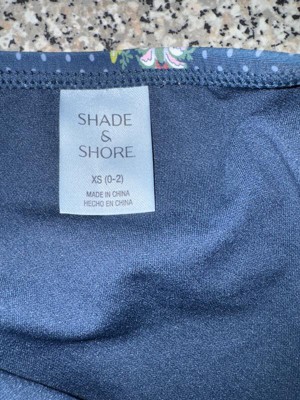 SHADE
&
SHORE
XS (0-2)
MADE IN CHINA
HECHO EN CHINA